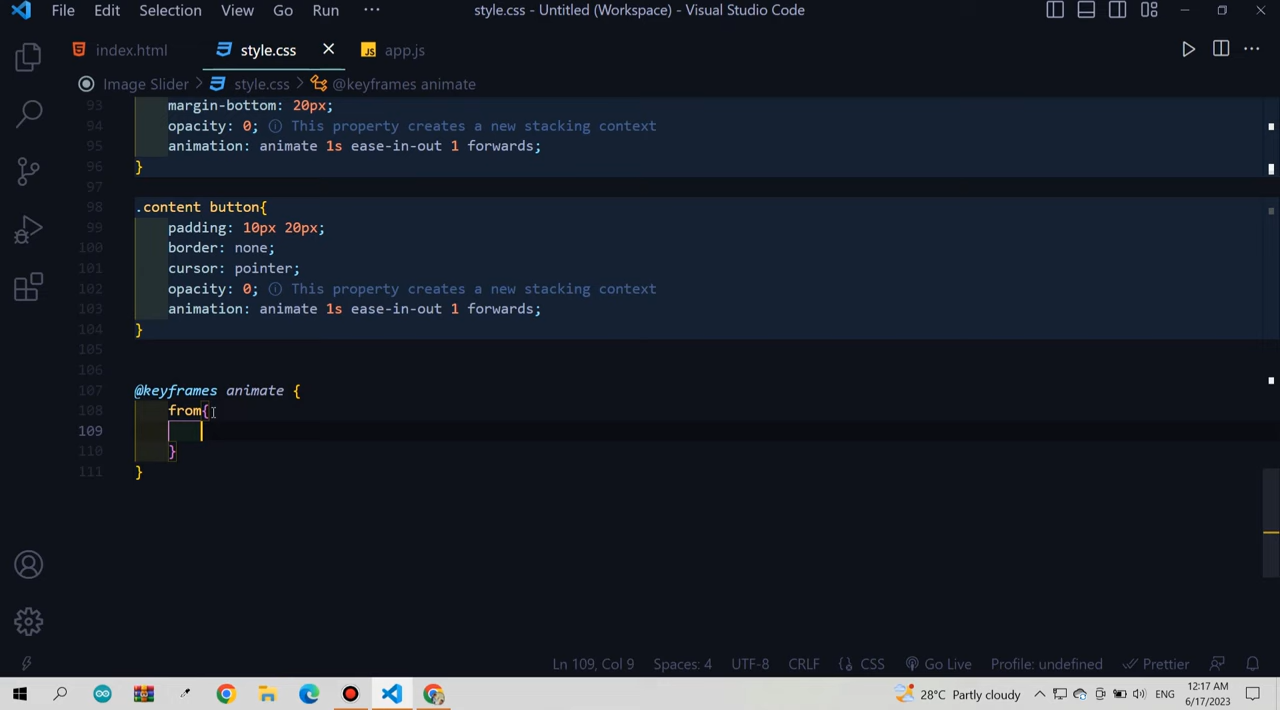 File Edit Selection View Go Run ··· style.css - Untitled (Workspace) - Visual Studio Code
index.html style.css app.js
Image Slider > style.css > @keyframes animate
93 margin-bottom: 20px;
94 opacity: 0; This property creates a new stacking context
95 animation: animate 1s ease-in-out 1 forwards;
96 }
97
98 .content button{
99 padding: 10px 20px;
100 border: none;
101 cursor: pointer;
102 opacity: 0; This property creates a new stacking context
103 animation: animate 1s ease-in-out 1 forwards;
104 }
105
106
107 @keyframes animate {
108 from{
109
110 }
111 }
Ln 109, Col 9 Spaces: 4 UTF-8 CRLF CSS Go Live Profile: undefined Prettier
28°C Partly cloudy ENG 12:17 AM
6/17/2023